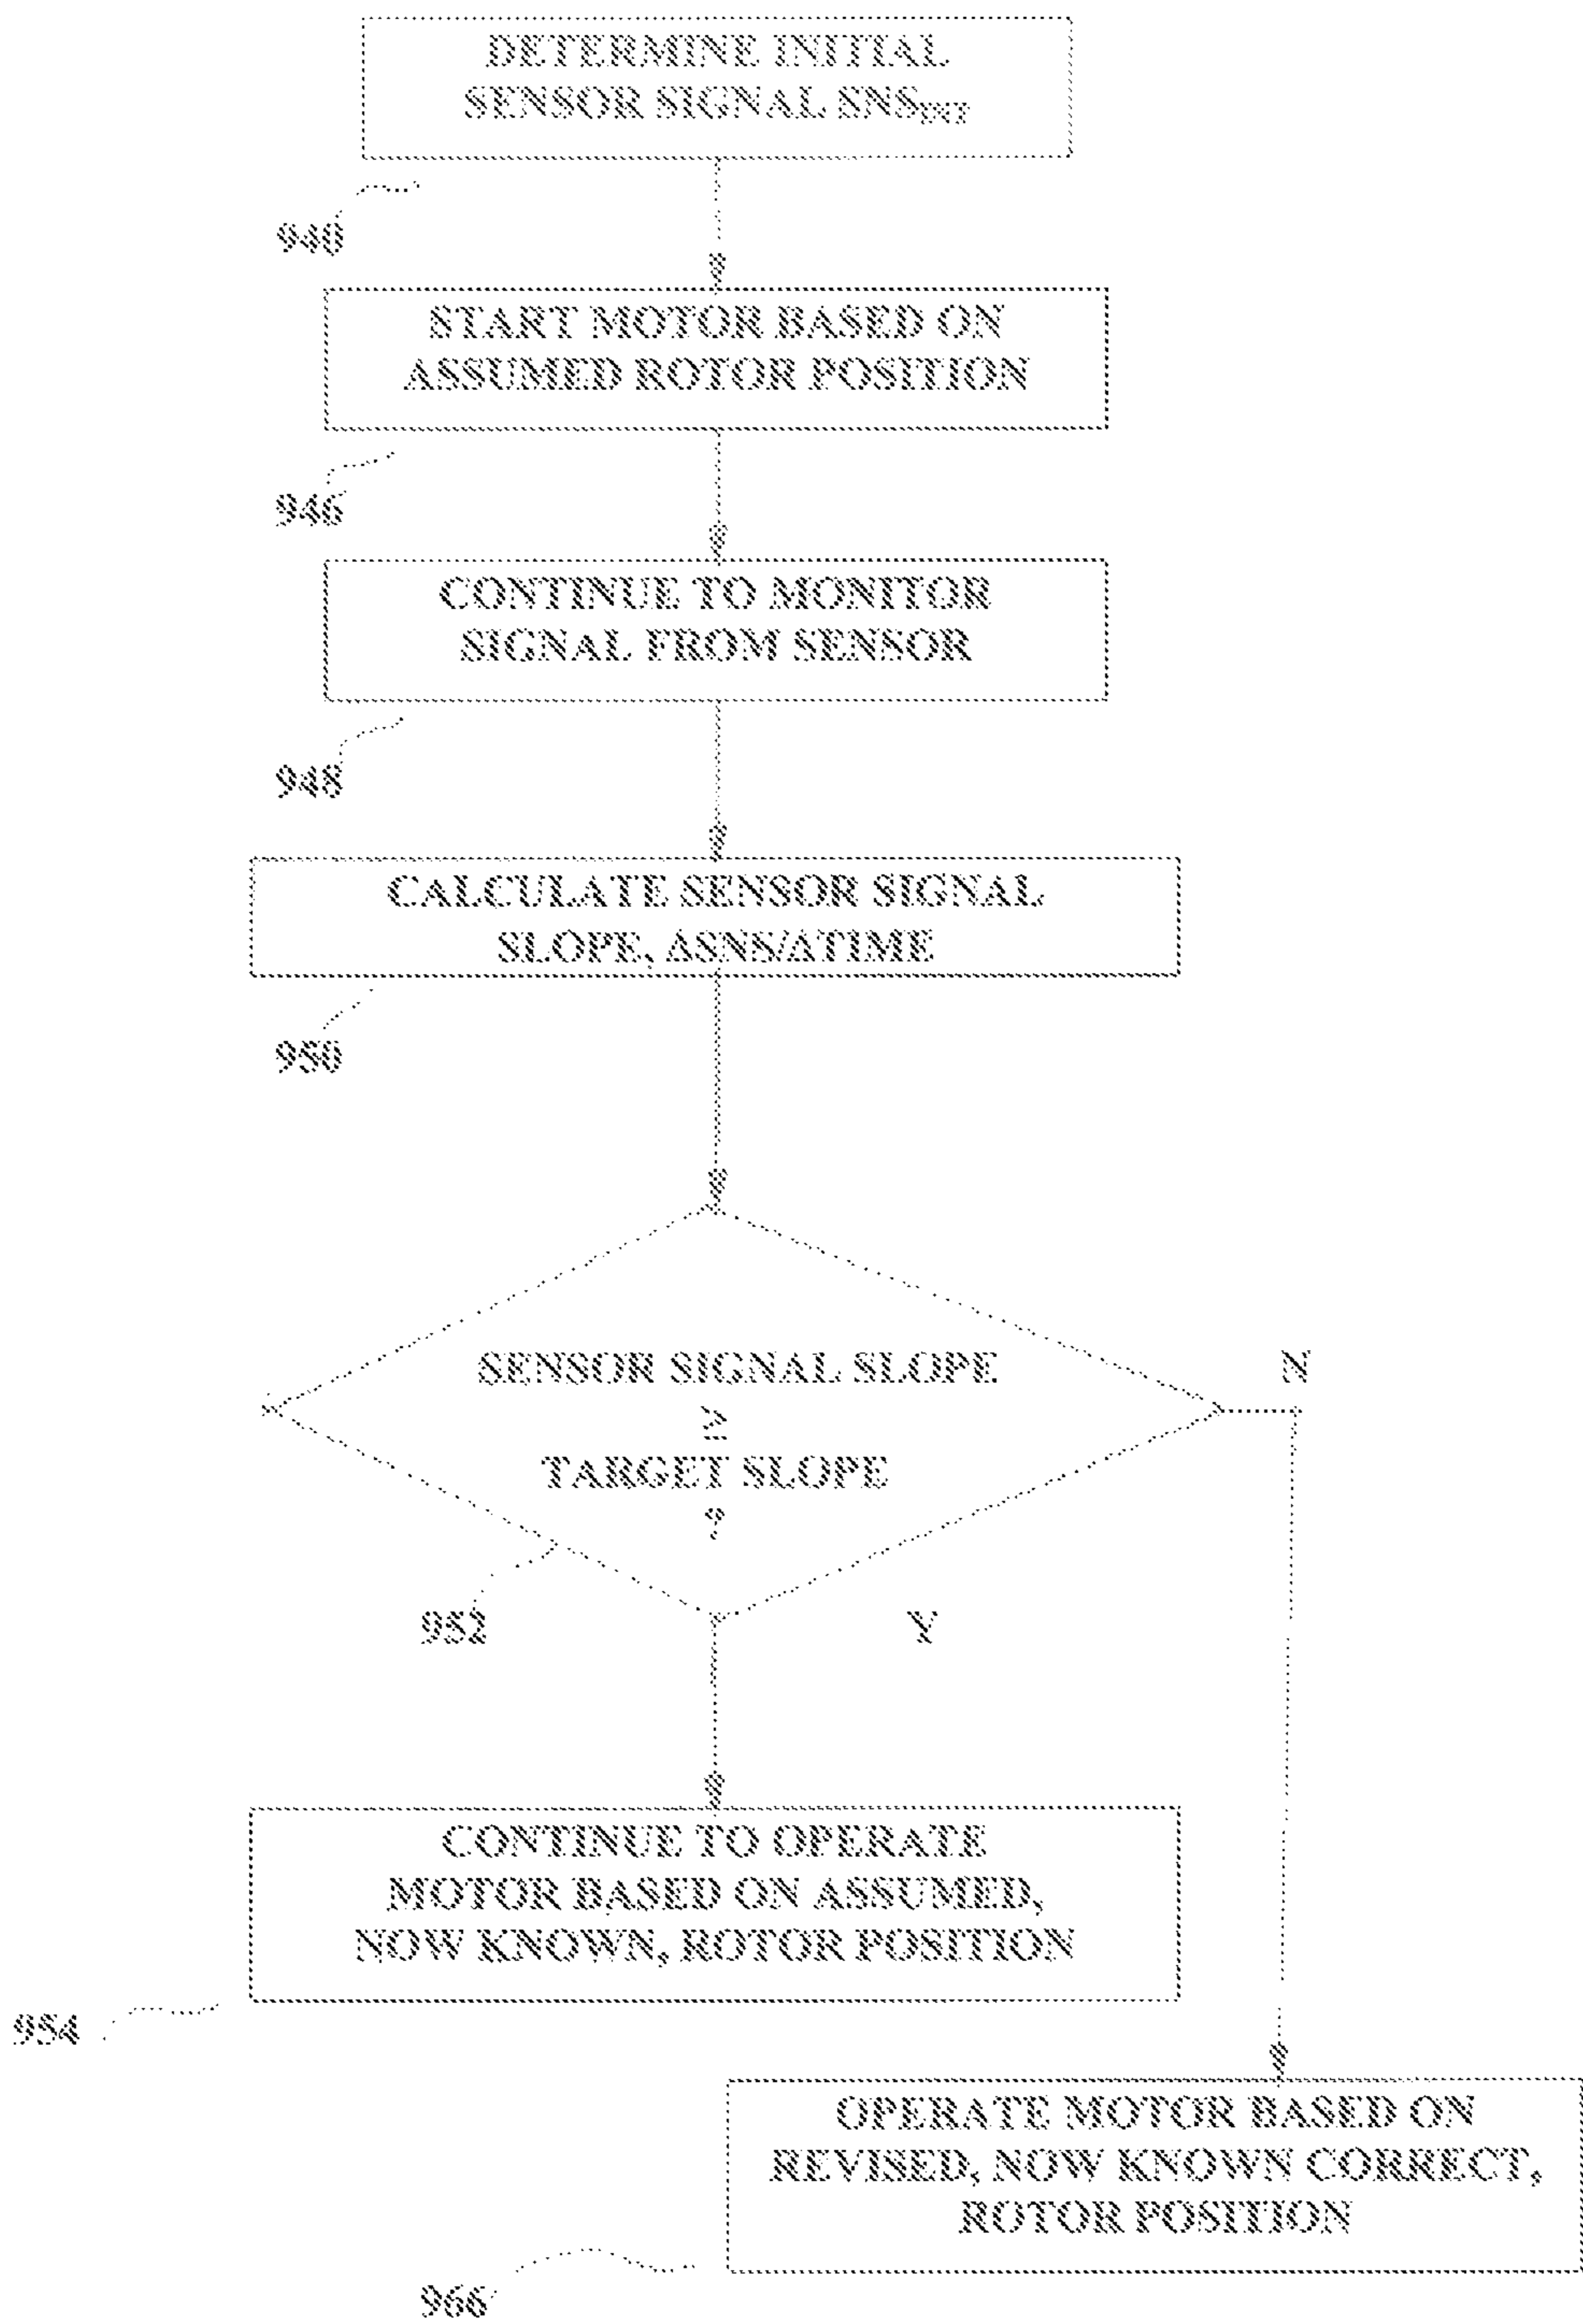 DETERMINE INITIAL
SENSOR SIGNAL SNS_INT
940
START MOTOR BASED ON
ASSUMED ROTOR POSITION
946
CONTINUE TO MONITOR
SIGNAL FROM SENSOR
948
CALCULATE SENSOR SIGNAL
SLOPE, ΔSNS/ΔTIME
950
SENSOR SIGNAL SLOPE
≥
TARGET SLOPE
?
N
952
Y
CONTINUE TO OPERATE
MOTOR BASED ON ASSUMED,
NOW KNOWN, ROTOR POSITION
954
OPERATE MOTOR BASED ON
REVISED, NOW KNOWN CORRECT,
ROTOR POSITION
966